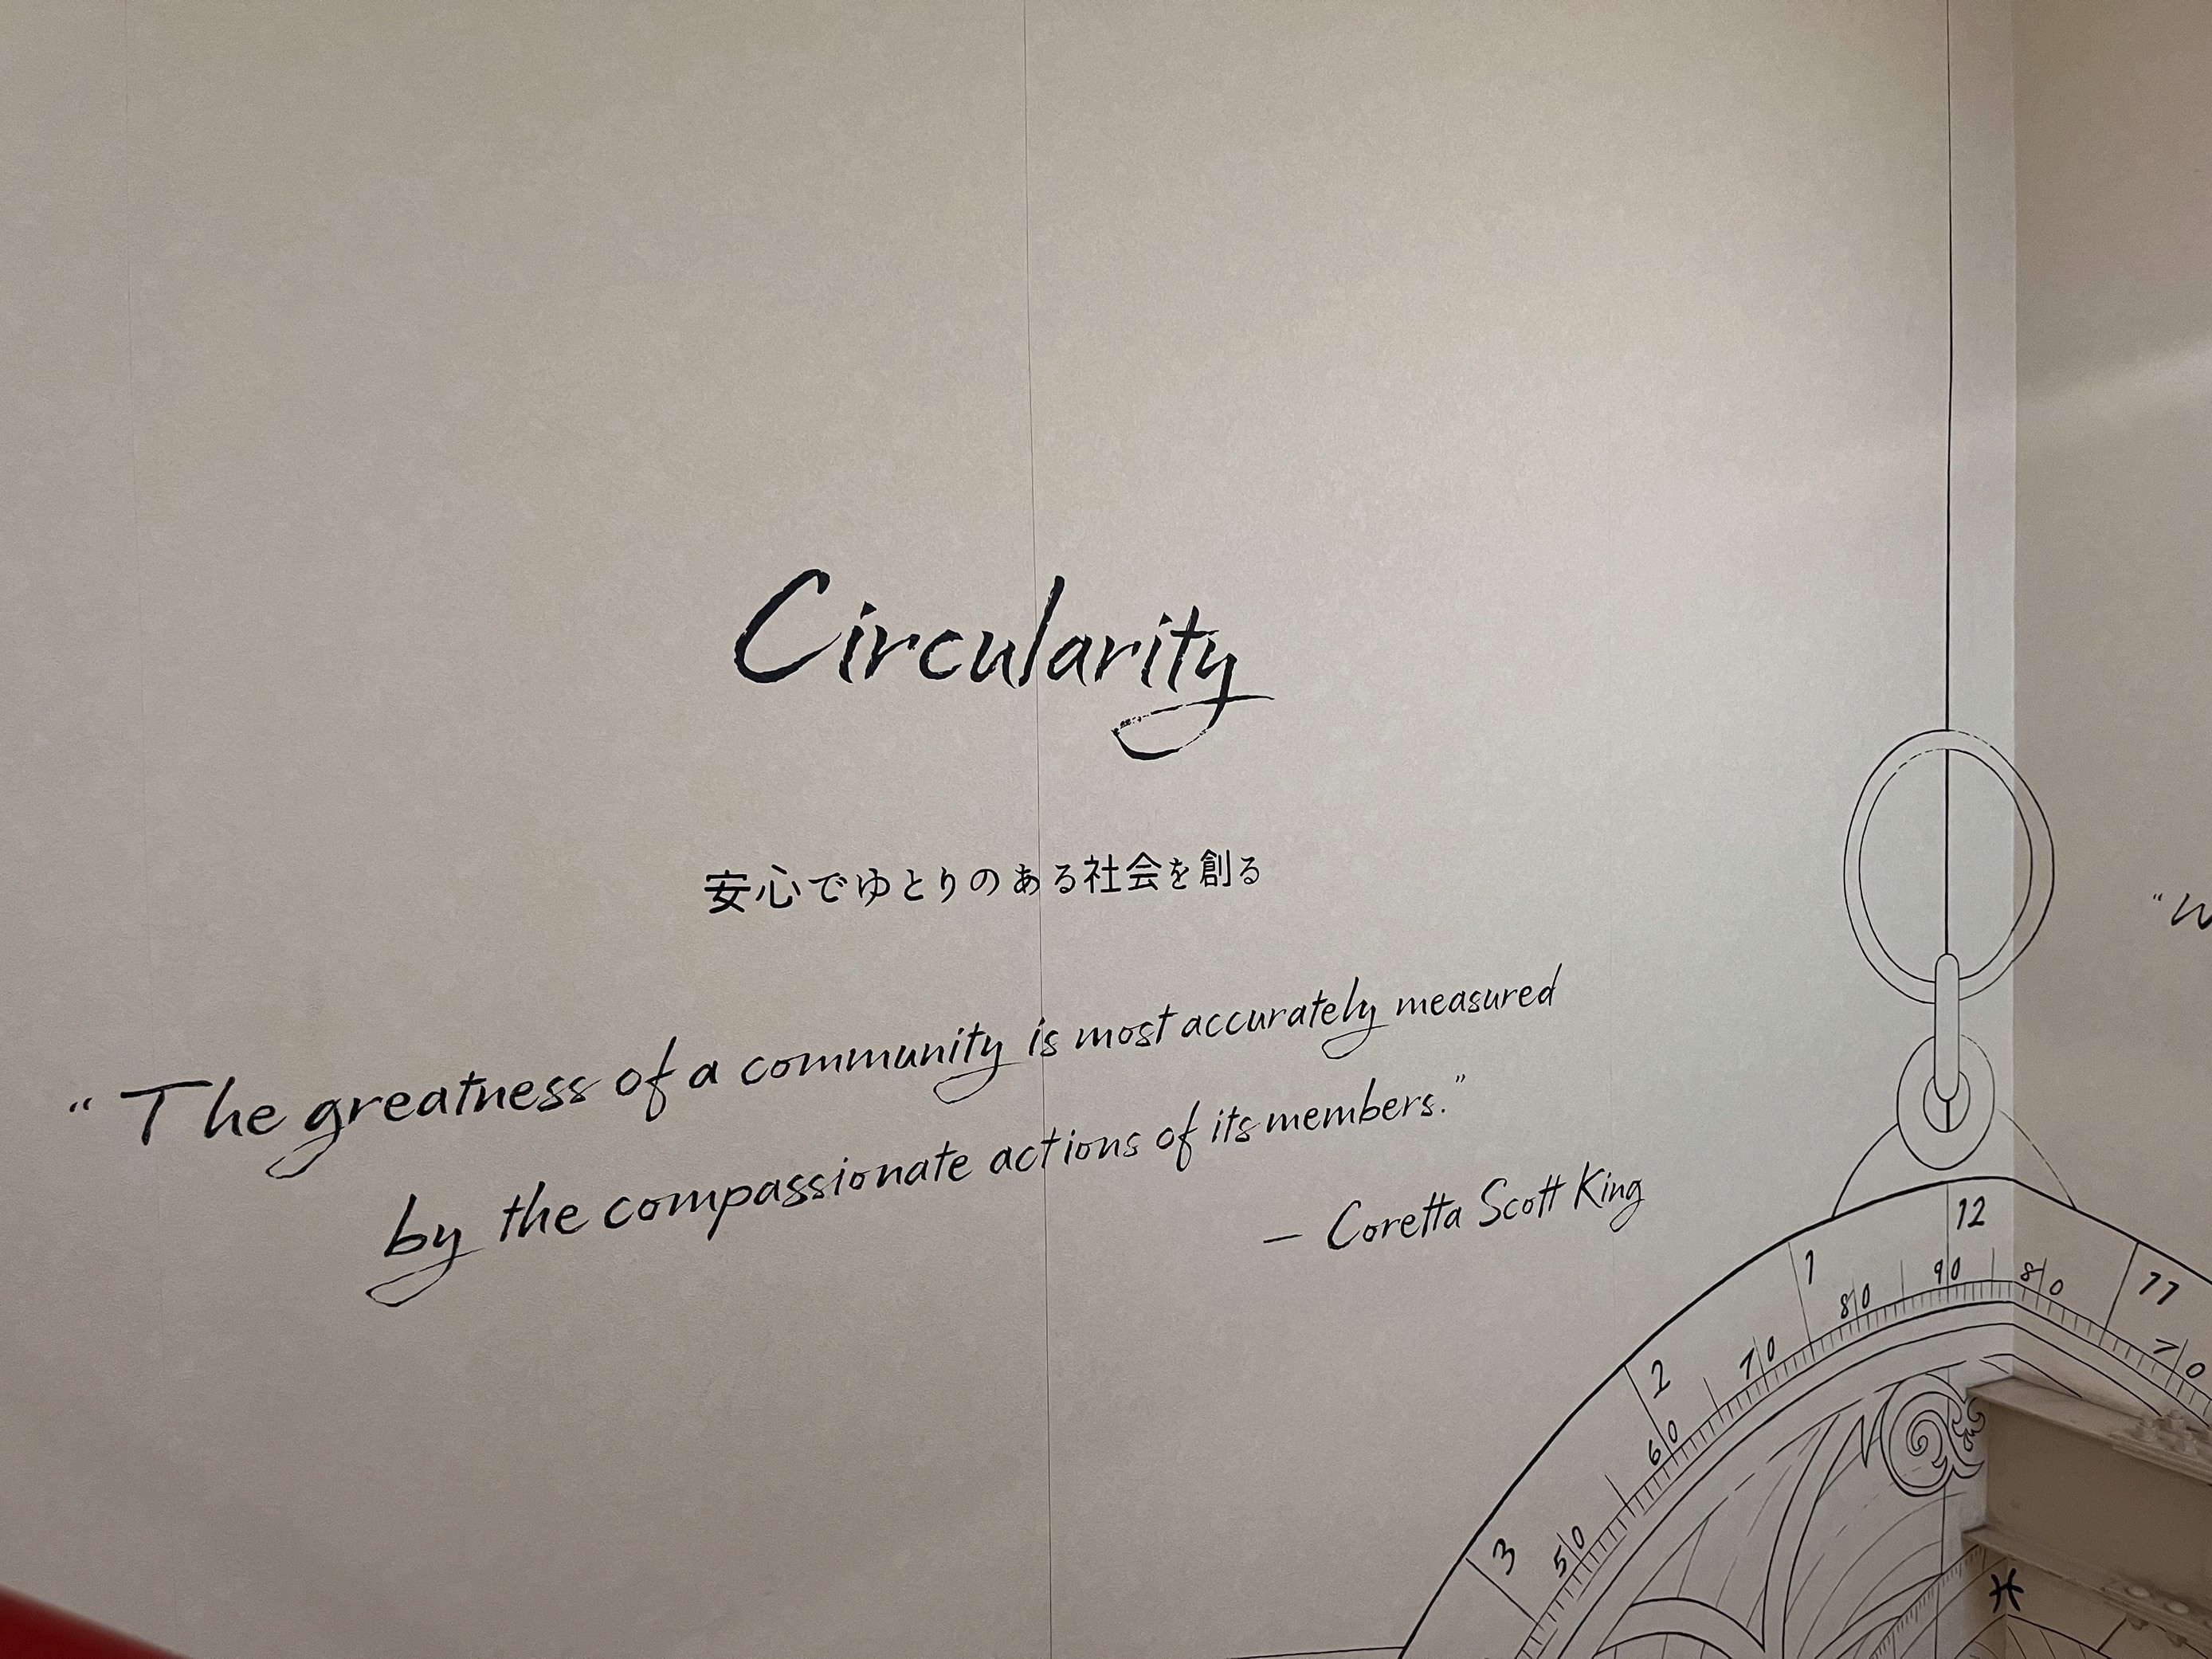 Circularity
安心でゆとりのある社会を創る
“The greatness of a community is most accurately measured
by the compassionate actions of its members.”
— Coretta Scott King
“W
12
1
11
90
80
80
2
70
70
60
3
50